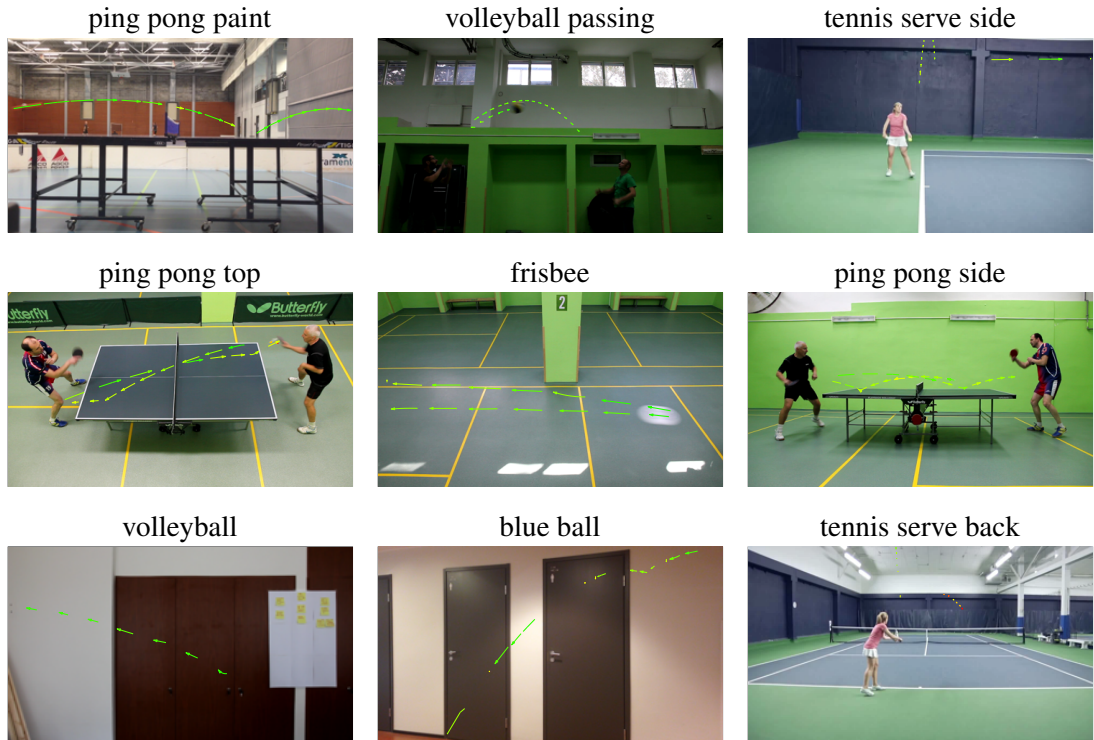 ping pong paint
volleyball passing
tennis serve side
ping pong top
frisbee
ping pong side
Butterfly
Butterfly
2
volleyball
blue ball
tennis serve back